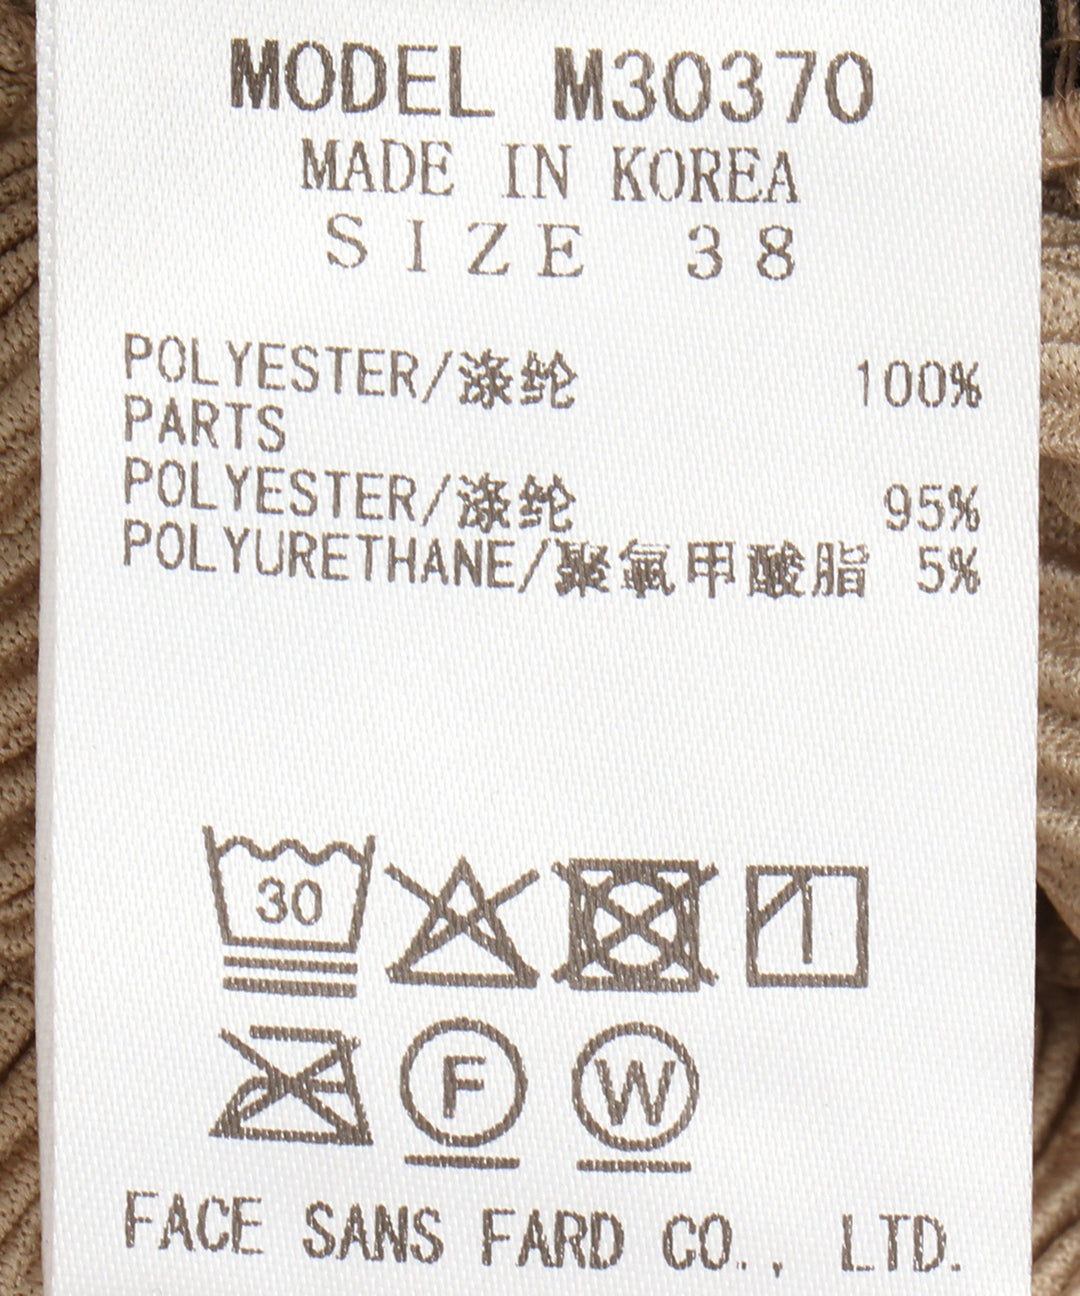 MODEL M30370
MADE IN KOREA
SIZE 38
POLYESTER/涤纶 100%
PARTS
POLYESTER/涤纶 95%
POLYURETHANE/聚氨甲酸脂 5%
30
F
W
FACE SANS FARD CO., LTD.